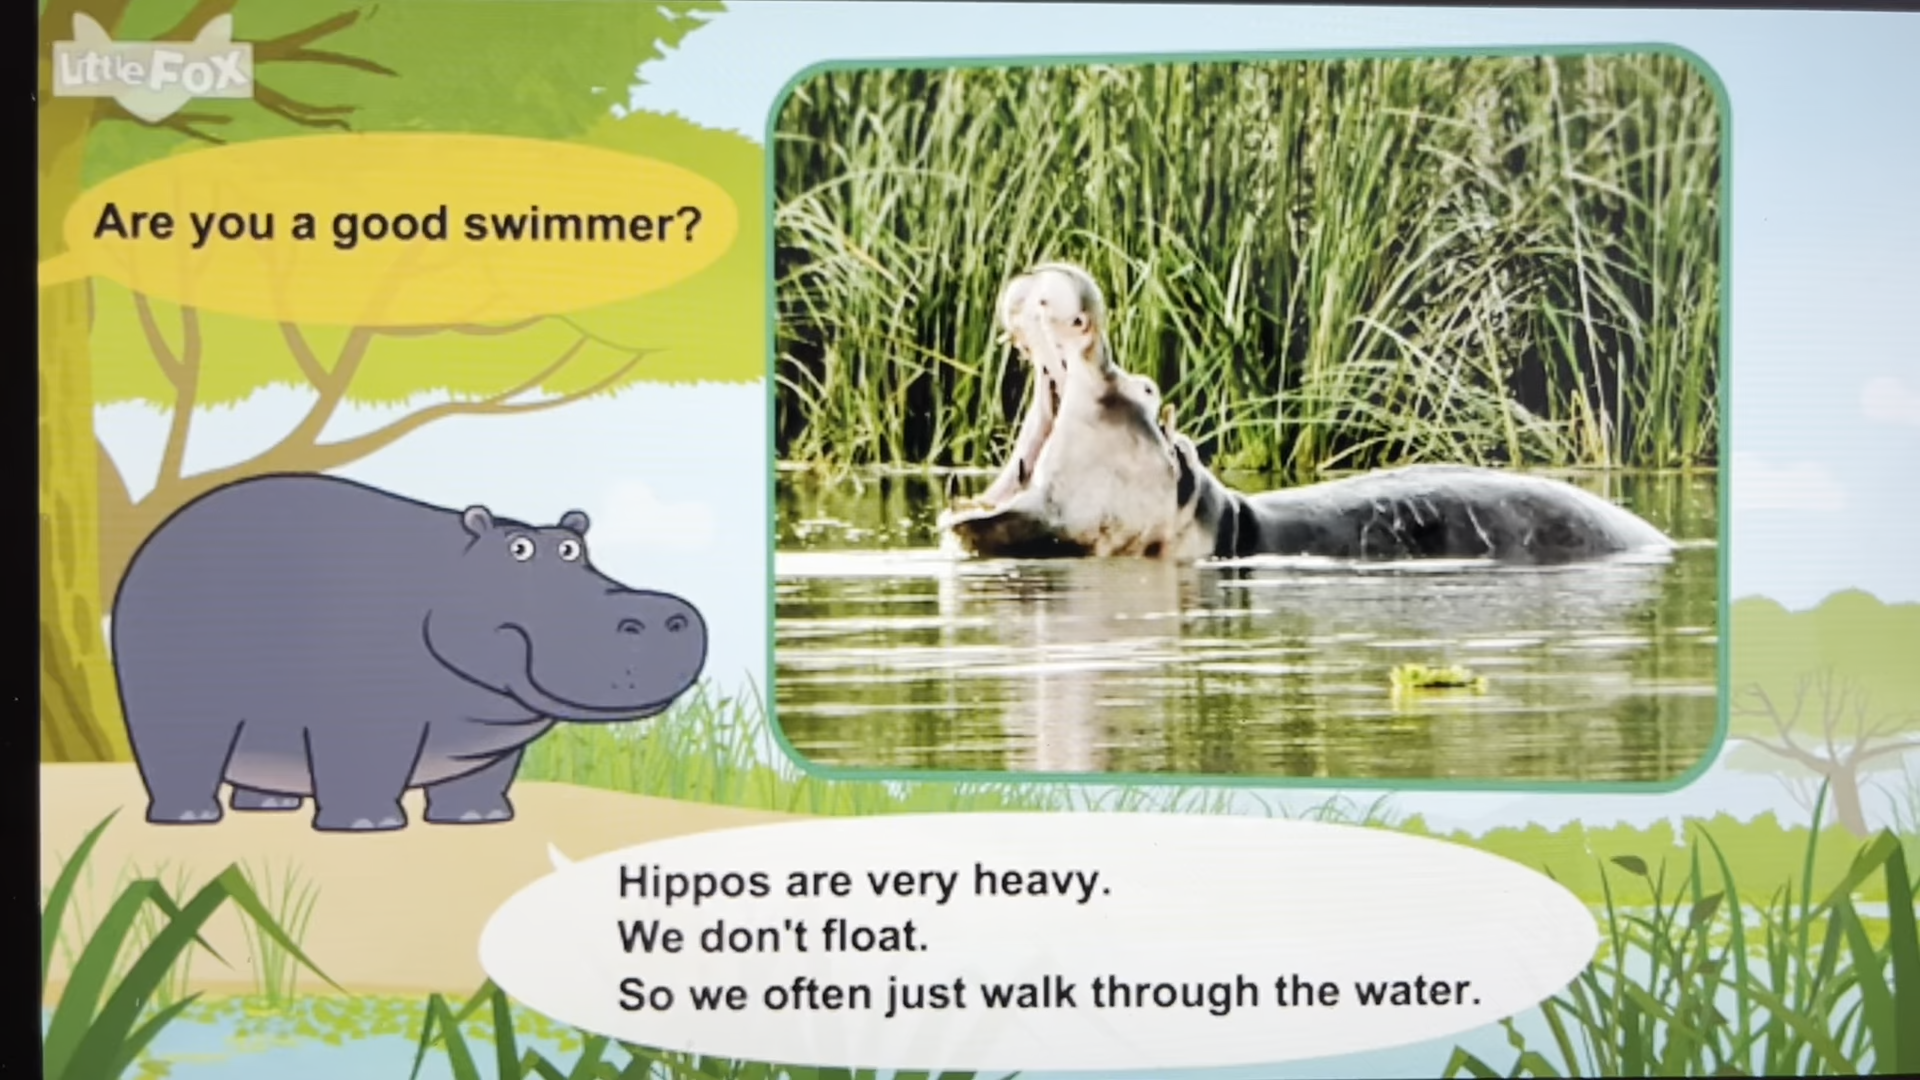 Little Fox
Are you a good swimmer?
Hippos are very heavy.
We don't float.
So we often just walk through the water.